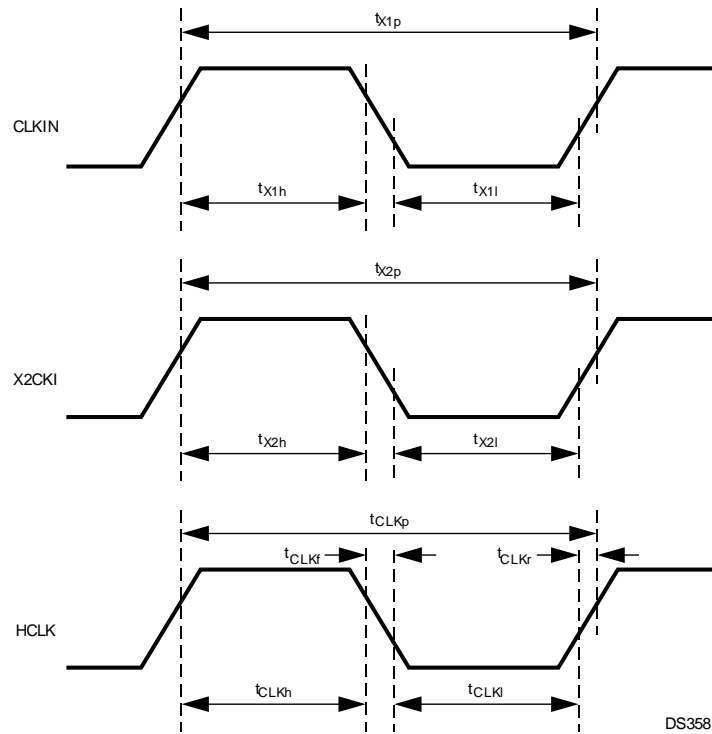 tX1p
CLKIN
tX1h
tX1l
tX2p
X2CKI
tX2h
tX2l
tCLKp
tCLKf
tCLKr
HCLK
tCLKh
tCLKl
DS358